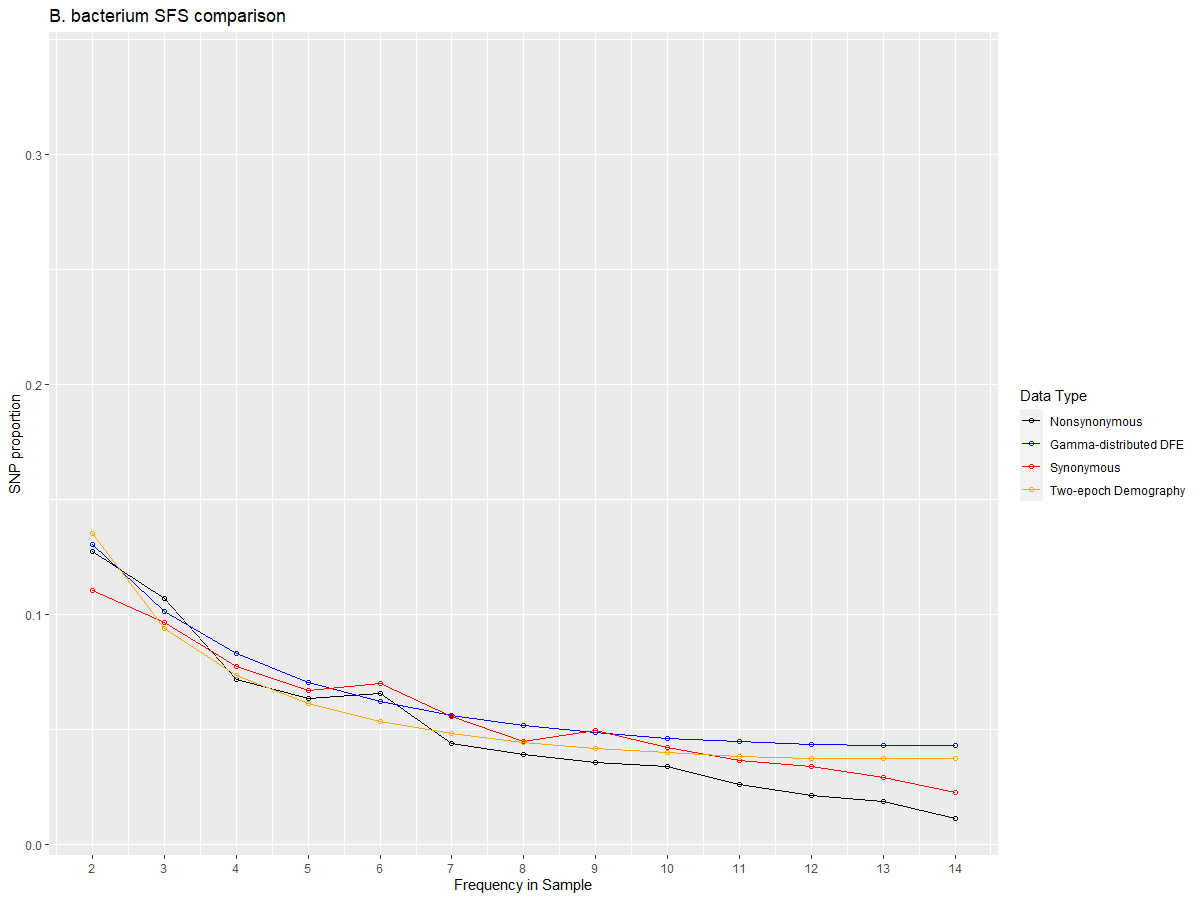 B. bacterium SFS comparison
SNP proportion
0.3
0.2
0.1
0.0
2 3 4 5 6 7 8 9 10 11 12 13 14
Frequency in Sample
Data Type
Nonsynonymous
Gamma-distributed DFE
Synonymous
Two-epoch Demography